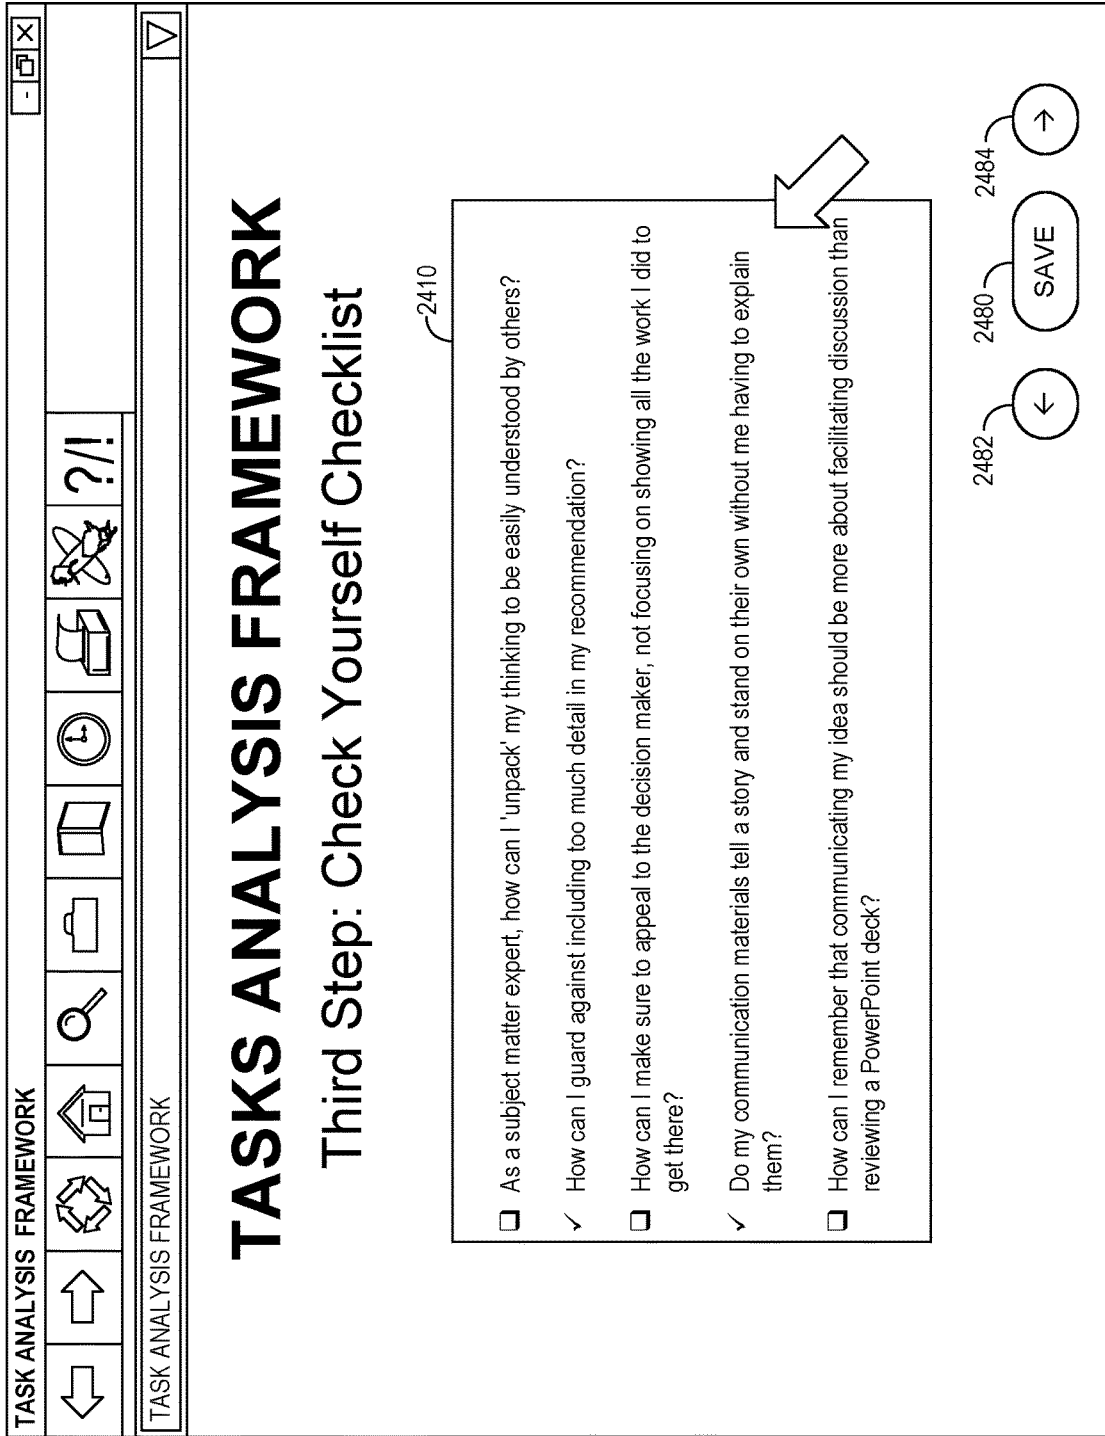 TASK ANALYSIS FRAMEWORK
- X
?/!
TASK ANALYSIS FRAMEWORK
TASKS ANALYSIS FRAMEWORK
Third Step: Check Yourself Checklist
2410
❑ As a subject matter expert, how can I 'unpack' my thinking to be easily understood by others?
✓ How can I guard against including too much detail in my recommendation?
❑ How can I make sure to appeal to the decision maker, not focusing on showing all the work I did to
get there?
✓ Do my communication materials tell a story and stand on their own without me having to explain
them?
❑ How can I remember that communicating my idea should be more about facilitating discussion than
reviewing a PowerPoint deck?
2482 2480 2484
← SAVE →